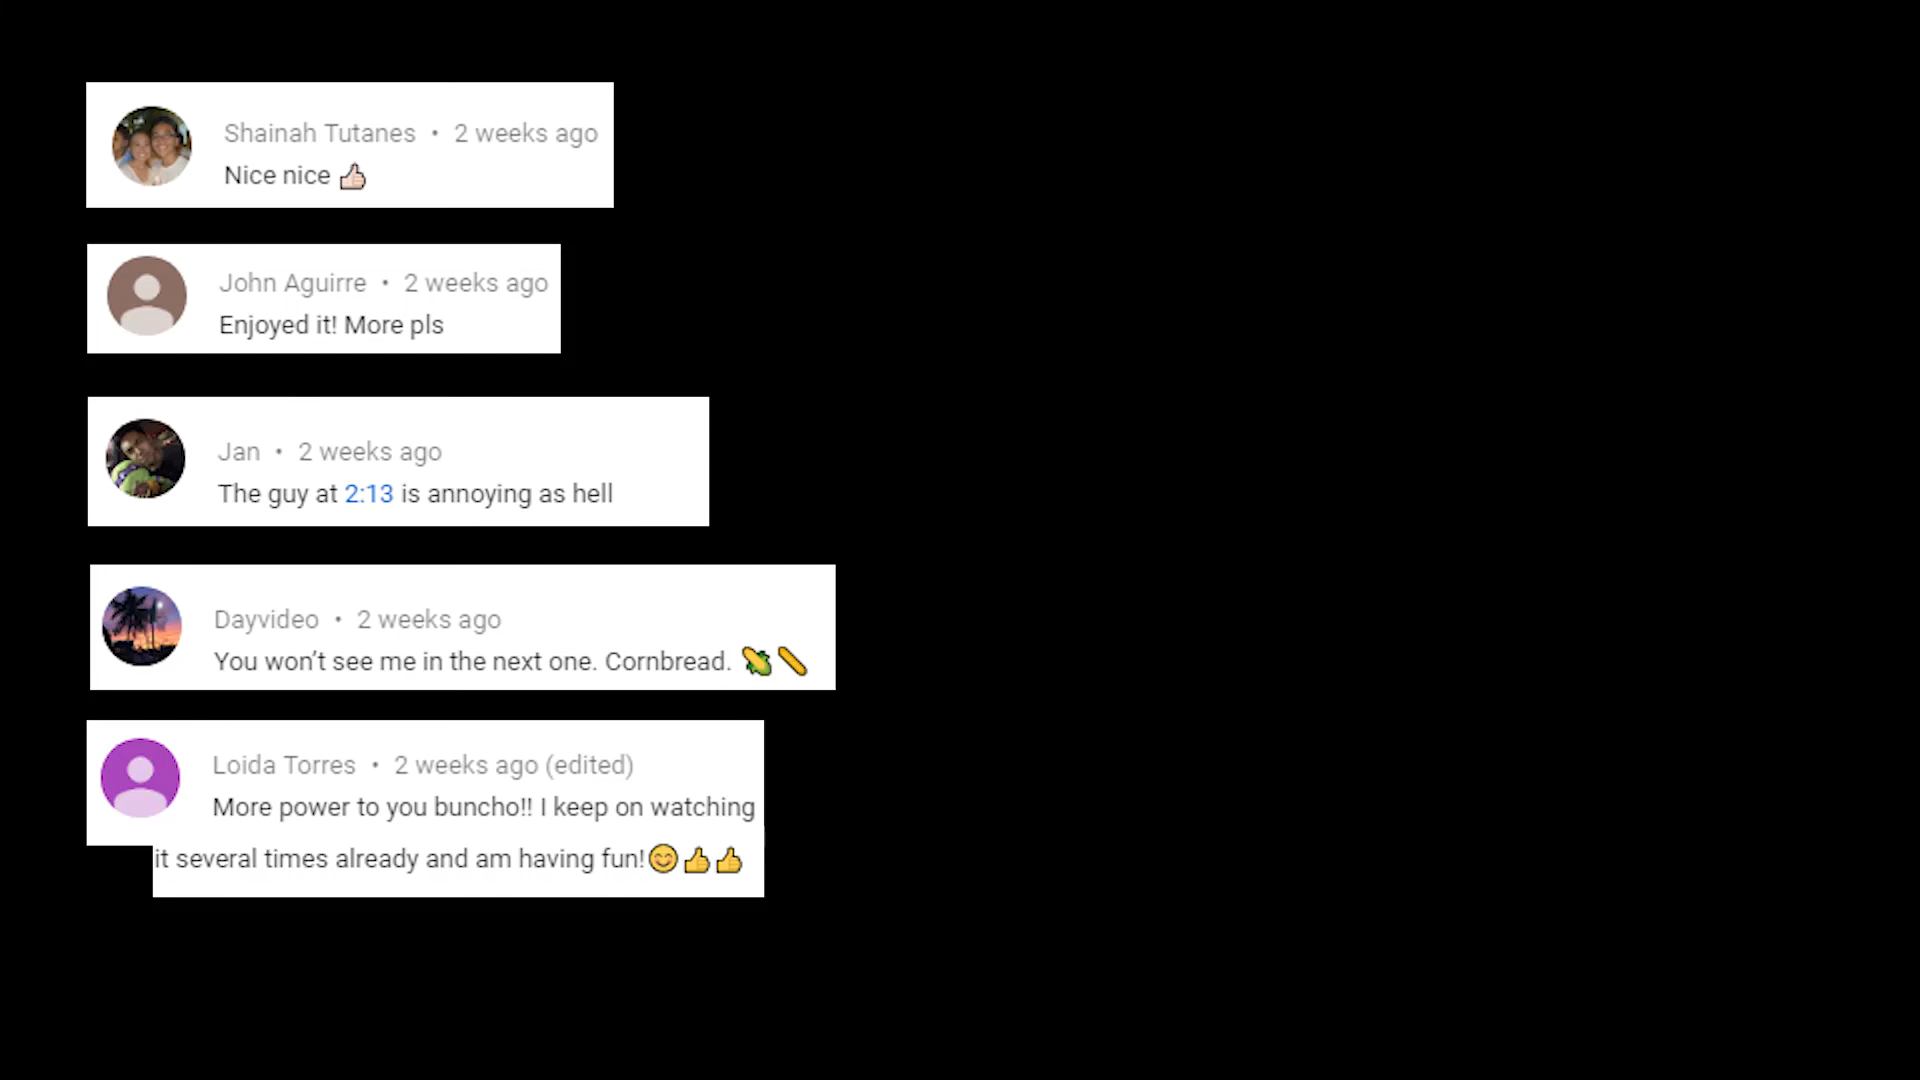 Shainah Tutanes • 2 weeks ago
Nice nice 👍🏻
John Aguirre • 2 weeks ago
Enjoyed it! More pls
Jan • 2 weeks ago
The guy at 2:13 is annoying as hell
Dayvideo • 2 weeks ago
You won’t see me in the next one. Cornbread. 🌽🥖
Loida Torres • 2 weeks ago (edited)
More power to you buncho!! I keep on watching
it several times already and am having fun!😊👍👍